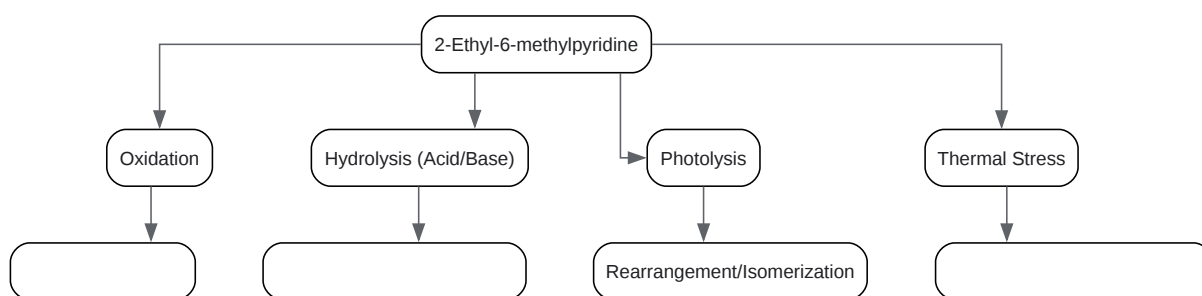 2-Ethyl-6-methylpyridine
Oxidation
Hydrolysis (Acid/Base)
Photolysis
Thermal Stress
Rearrangement/Isomerization